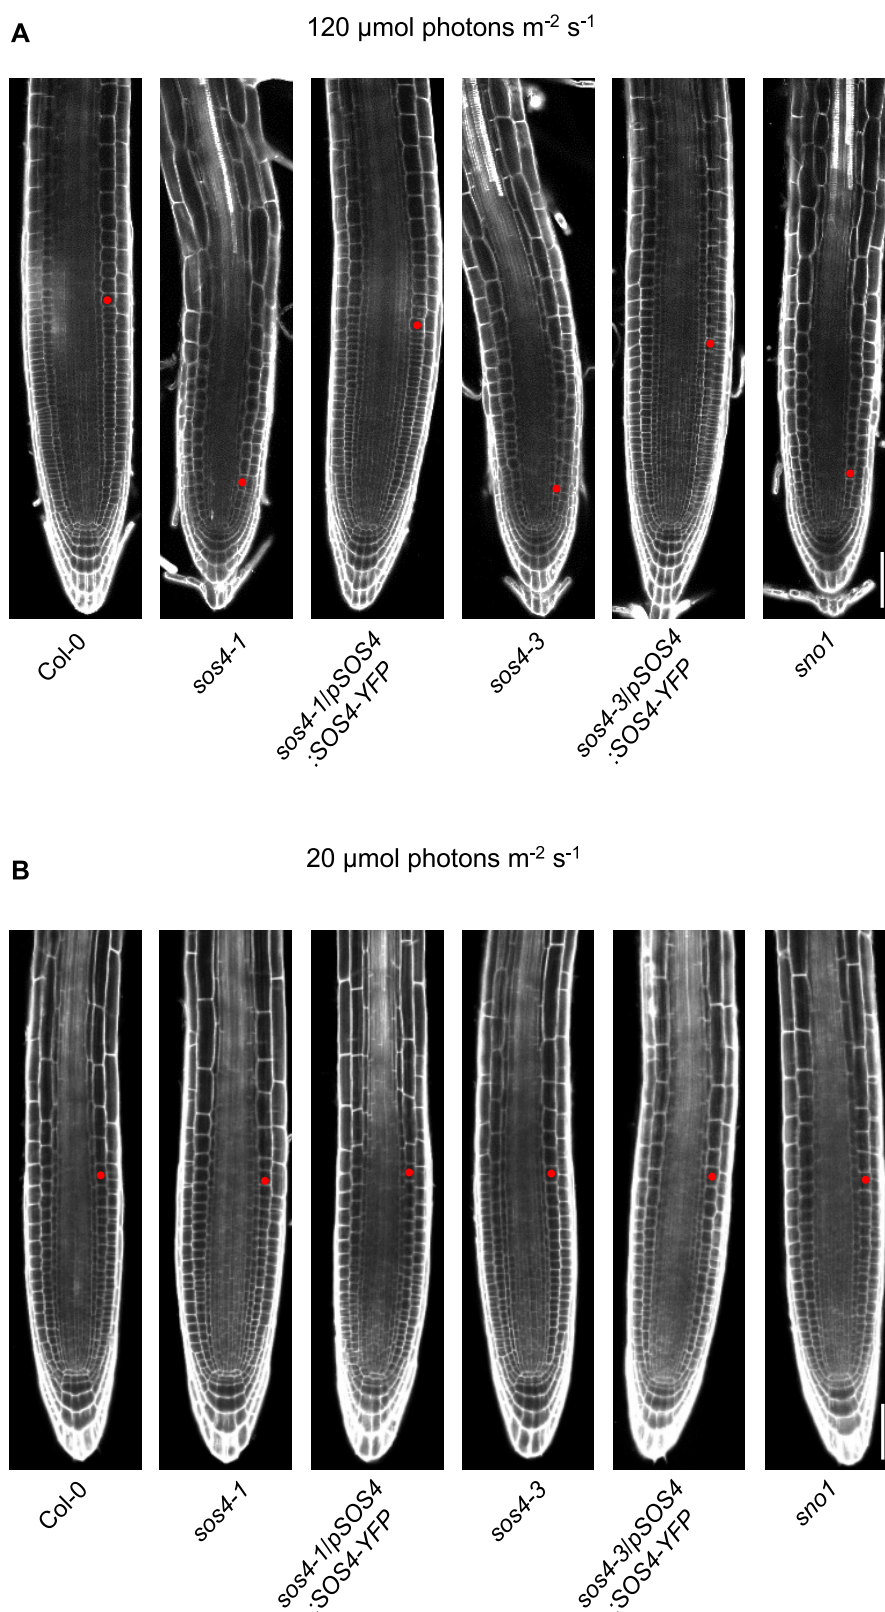 A
120 µmol photons m-2 s-1
Col-0
sos4-1
sos4-1/pSOS4
:SOS4-YFP
sos4-3
sos4-3/pSOS4
:SOS4-YFP
sno1
B
20 µmol photons m-2 s-1
Col-0
sos4-1
sos4-1/pSOS4
:SOS4-YFP
sos4-3
sos4-3/pSOS4
:SOS4-YFP
sno1